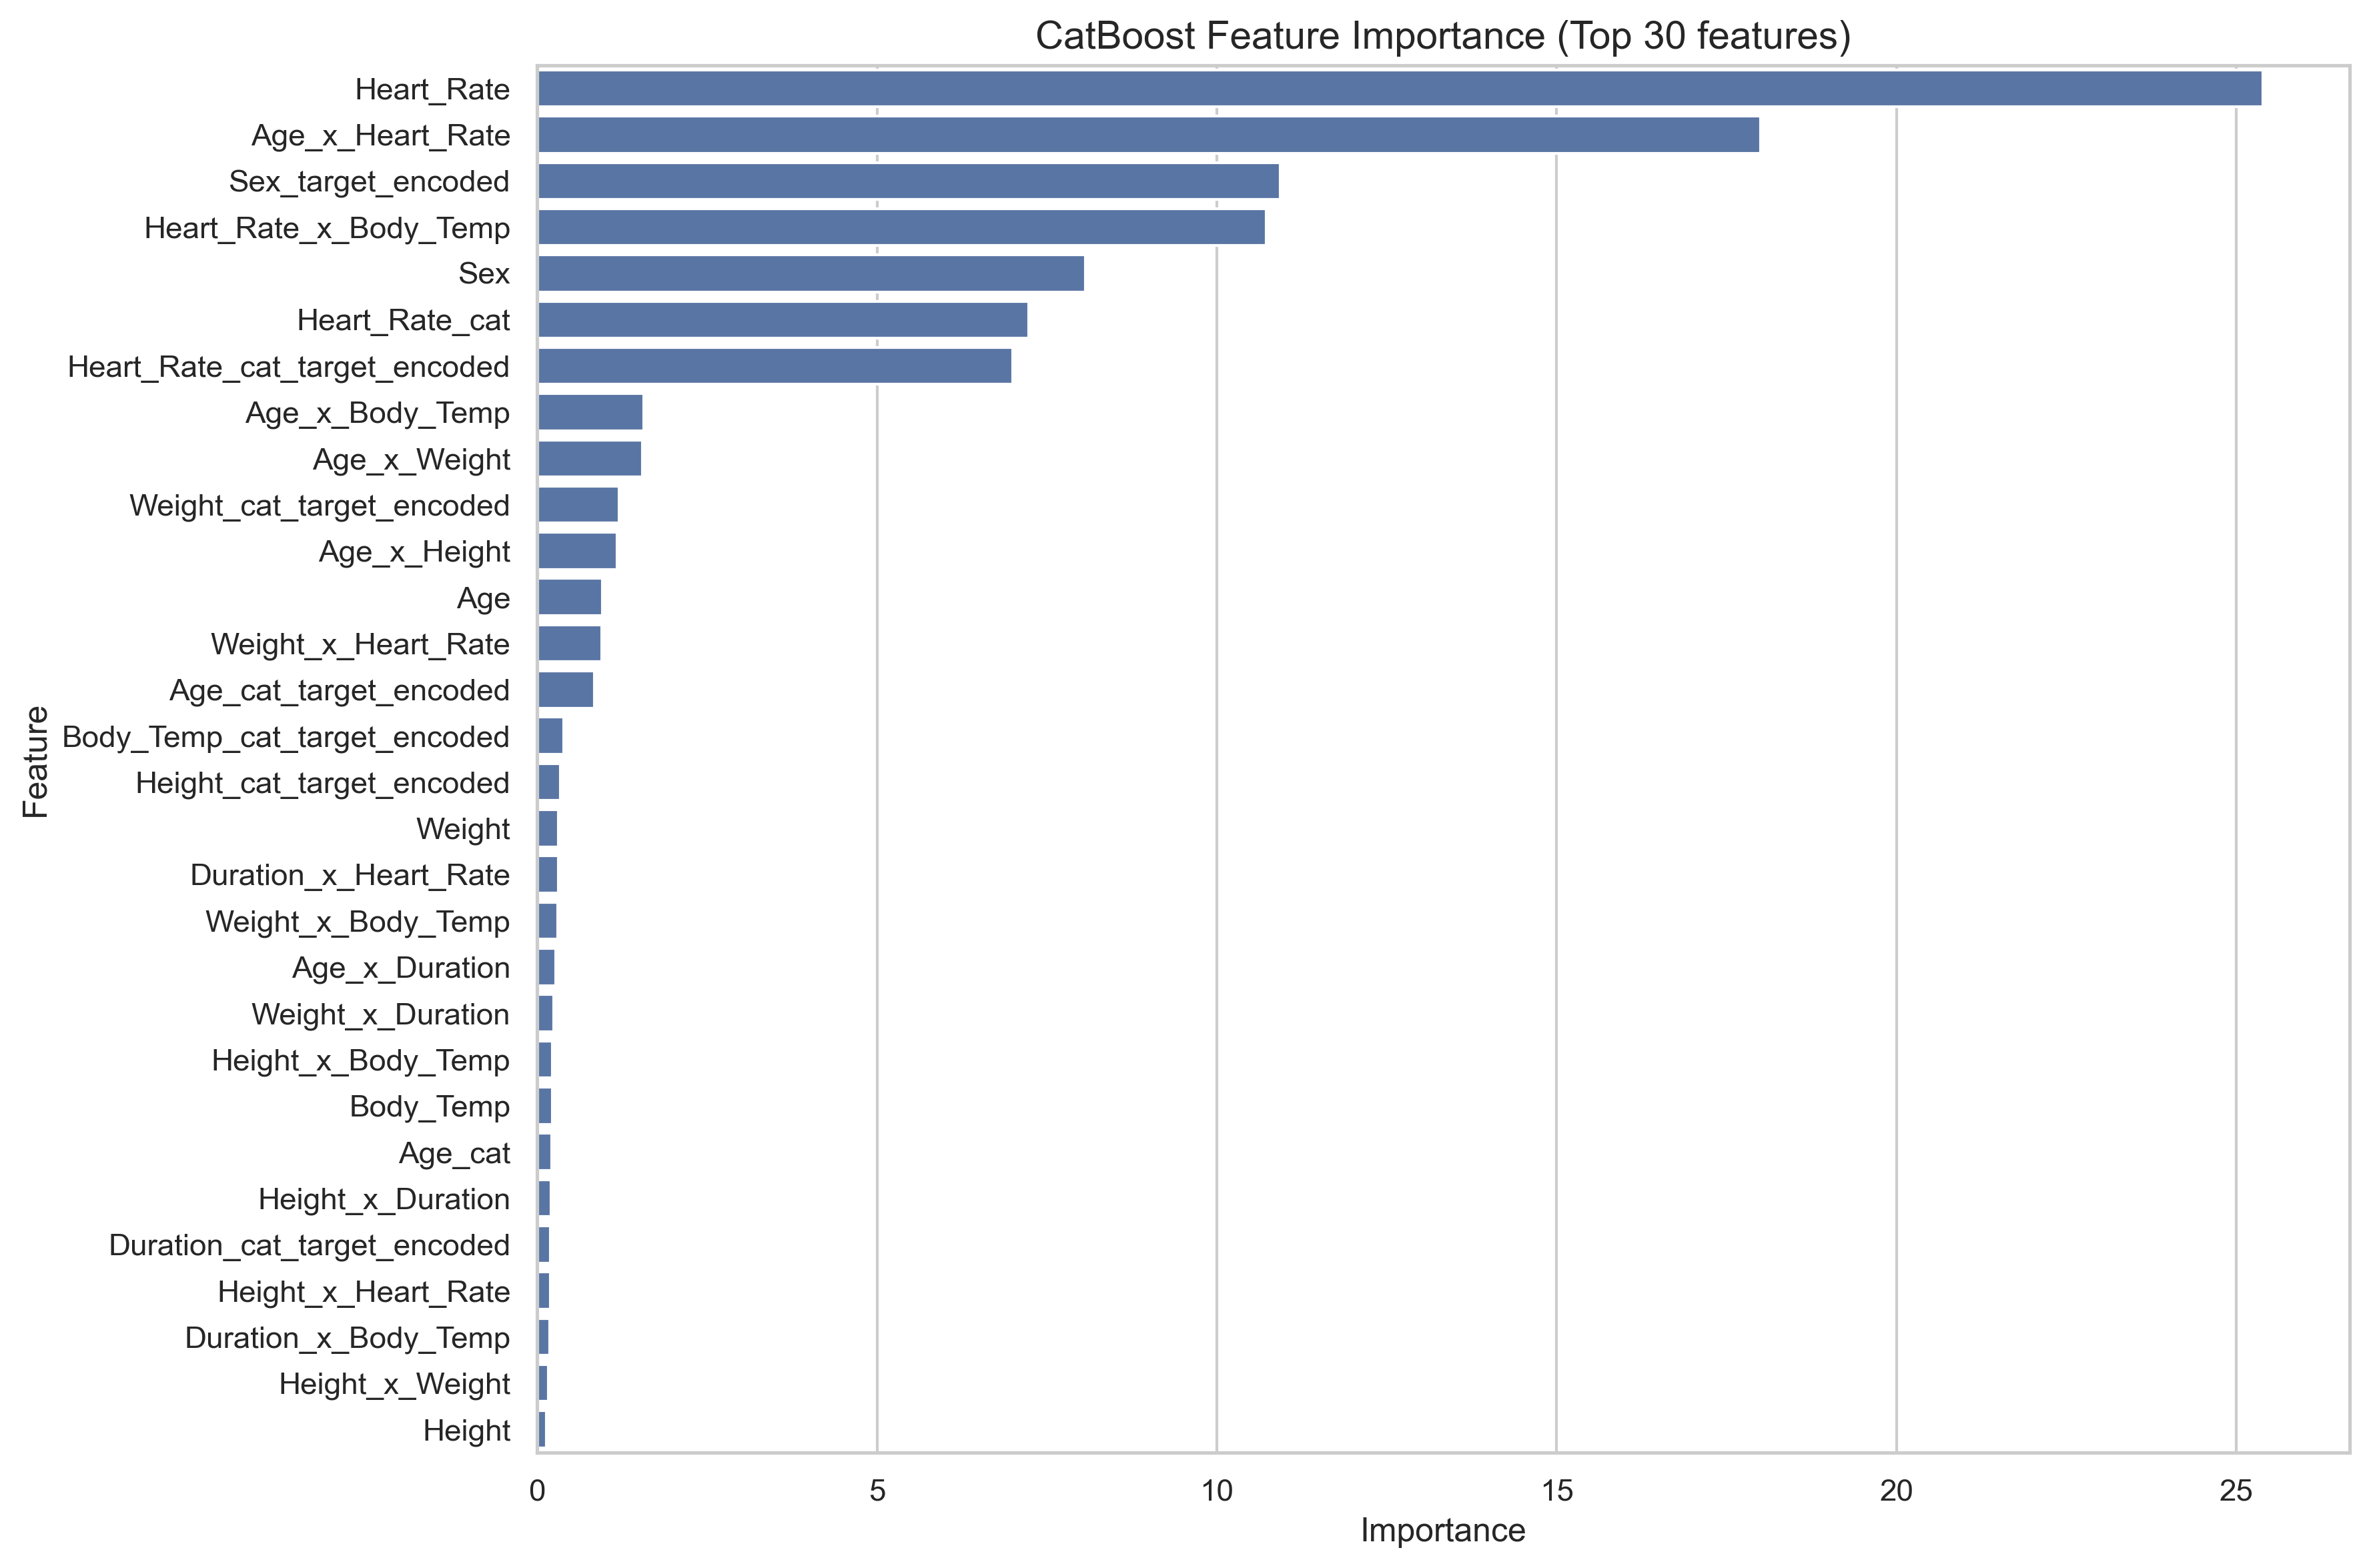 CatBoost Feature Importance (Top 30 features)
Heart_Rate
Age_x_Heart_Rate
Sex_target_encoded
Heart_Rate_x_Body_Temp
Sex
Heart_Rate_cat
Heart_Rate_cat_target_encoded
Age_x_Body_Temp
Age_x_Weight
Weight_cat_target_encoded
Age_x_Height
Age
Weight_x_Heart_Rate
Age_cat_target_encoded
Body_Temp_cat_target_encoded
Height_cat_target_encoded
Weight
Duration_x_Heart_Rate
Weight_x_Body_Temp
Age_x_Duration
Weight_x_Duration
Height_x_Body_Temp
Body_Temp
Age_cat
Height_x_Duration
Duration_cat_target_encoded
Height_x_Heart_Rate
Duration_x_Body_Temp
Height_x_Weight
Height
Feature
0 5 10 15 20 25
Importance